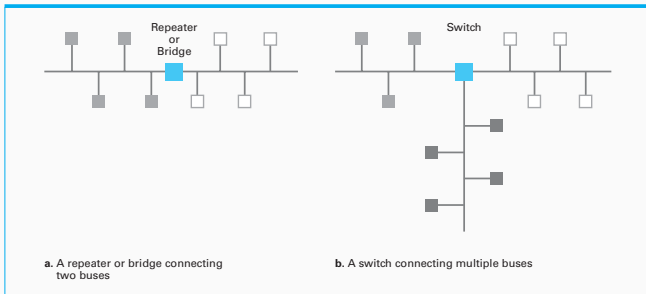 Repeater
or
Bridge
Switch
a. A repeater or bridge connecting
two buses
b. A switch connecting multiple buses